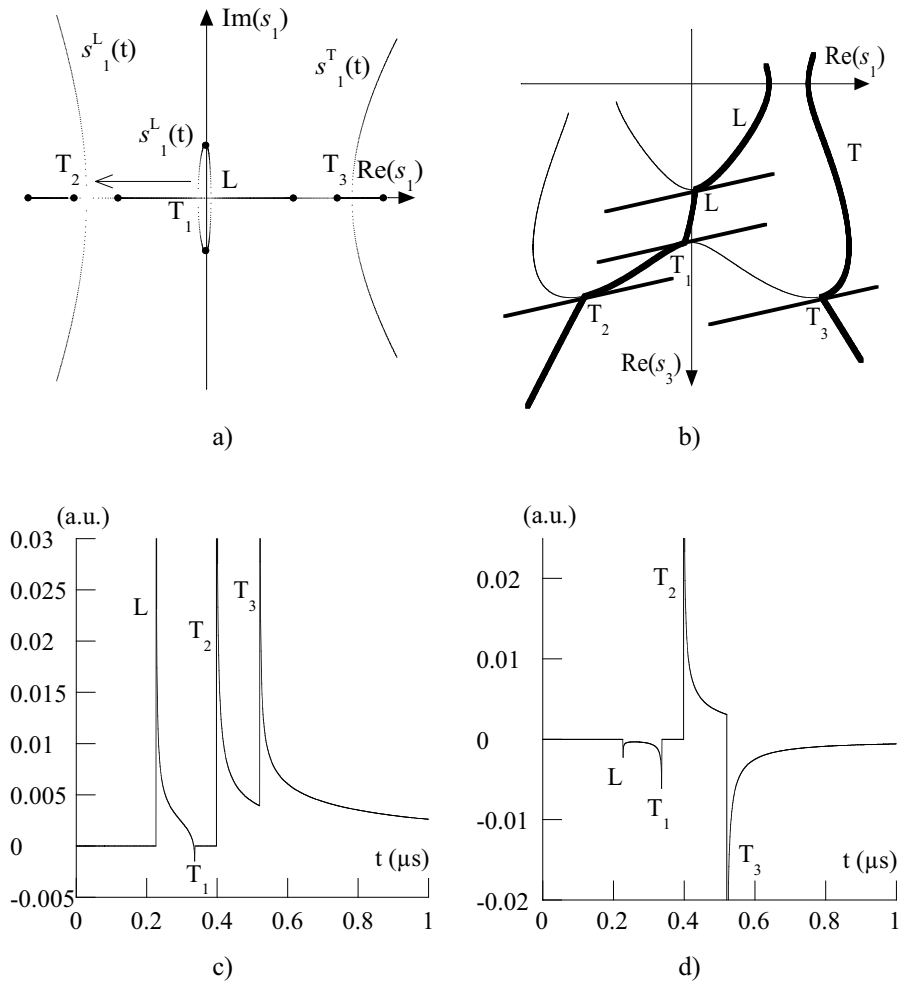 Im(s₁)
s₁ᴸ(t)
s₁ᵀ(t)
s₁ᴸ(t)
T₂
L
T₃
Re(s₁)
T₁
a)
Re(s₁)
L
T
L
T₁
T₂
T₃
Re(s₃)
b)
(a.u.)
0.03
0.025
0.02
0.015
0.01
0.005
0
-0.005
L
T₂
T₃
T₁
t (μs)
0 0.2 0.4 0.6 0.8 1
c)
(a.u.)
0.02
0.01
0
-0.01
-0.02
T₂
L
T₁
T₃
t (μs)
0 0.2 0.4 0.6 0.8 1
d)